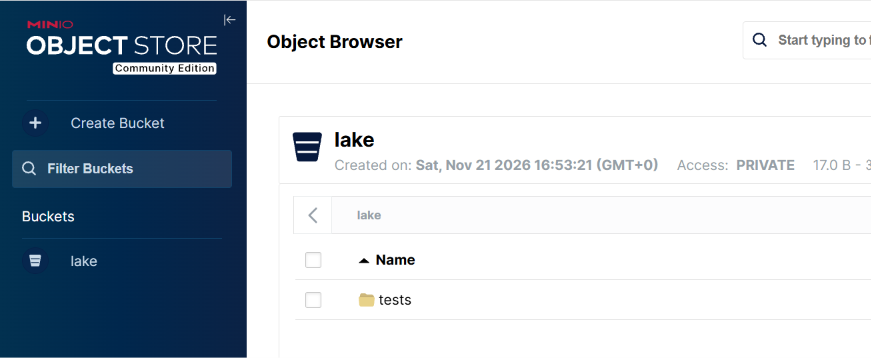 MINIO
OBJECT STORE
Community Edition
Create Bucket
Filter Buckets
Buckets
lake
Object Browser
Start typing to f
lake
Created on: Sat, Nov 21 2026 16:53:21 (GMT+0) Access: PRIVATE 17.0 B - 3
lake
Name
tests